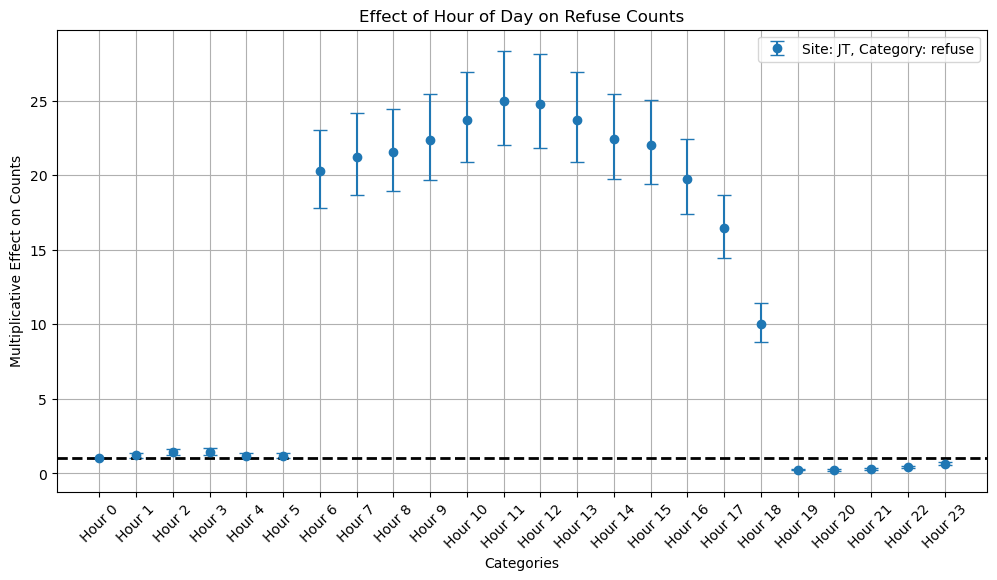 Effect of Hour of Day on Refuse Counts
Site: JT, Category: refuse
Multiplicative Effect on Counts
25
20
15
10
5
0
Hour 0
Hour 1
Hour 2
Hour 3
Hour 4
Hour 5
Hour 6
Hour 7
Hour 8
Hour 9
Hour 10
Hour 11
Hour 12
Hour 13
Hour 14
Hour 15
Hour 16
Hour 17
Hour 18
Hour 19
Hour 20
Hour 21
Hour 22
Hour 23
Categories